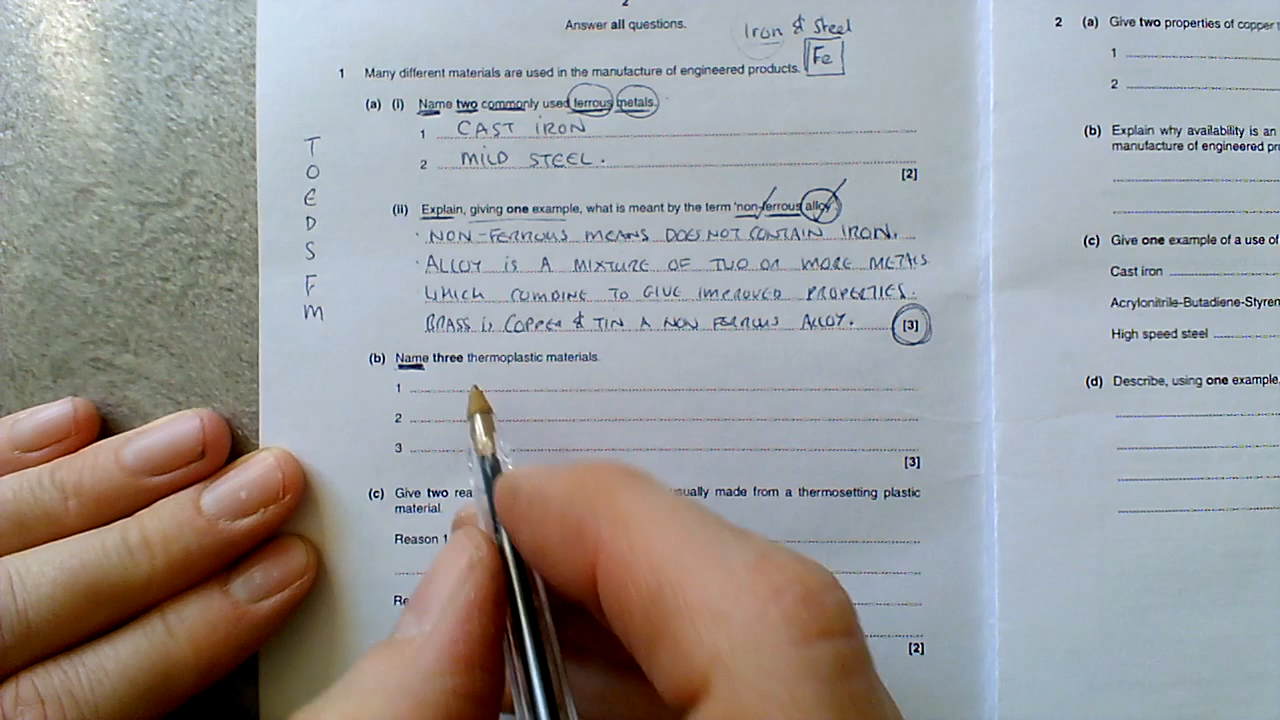 2
Answer all questions.
Iron & Steel
Fe
1 Many different materials are used in the manufacture of engineered products.
(a) (i) Name two commonly used ferrous metals.
1 CAST IRON
2 MILD STEEL.
[2]
(ii) Explain, giving one example, what is meant by the term 'non-ferrous alloy'.
· NON-FERROUS MEANS DOES NOT CONTAIN IRON.
· ALLOY IS A MIXTURE OF TWO OR MORE METALS
WHICH COMBINE TO GIVE IMPROVED PROPERTIES.
BRASS IS COPPER & TIN A NON FERROUS ALLOY.
[3]
(b) Name three thermoplastic materials.
1
2
3
[3]
(c) Give two usually made from a thermosetting plastic
material.
Reason 1
[2]
T
O
E
D
S
F
M
2 (a) Give two properties of copper
1
2
(b) Explain why availability is an
manufacture of engineered
(c) Give one example of a use of
Cast iron
High speed steel
(d) Describe, using one example,